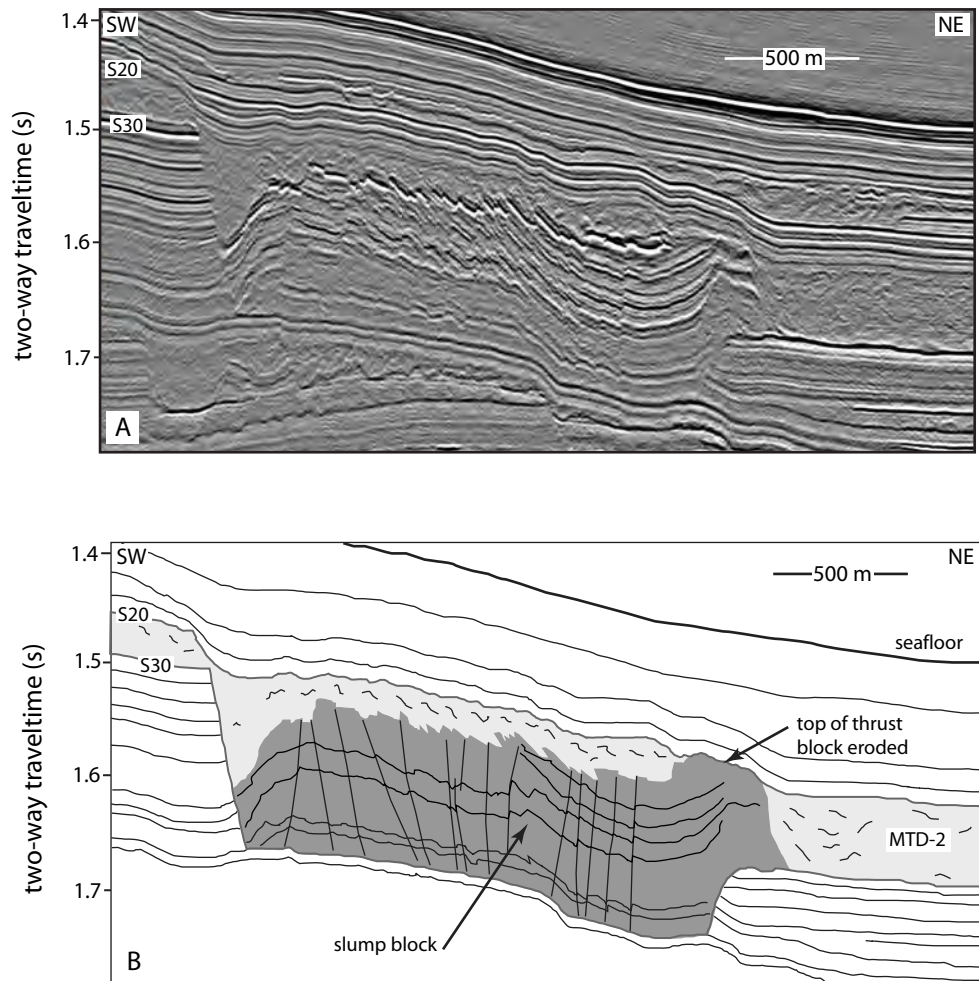 1.4
SW
NE
500 m
S20
S30
1.5
two-way traveltime (s)
1.6
1.7
A
1.4
SW
NE
500 m
S20
seafloor
1.5
S30
two-way traveltime (s)
top of thrust
block eroded
1.6
MTD-2
1.7
slump block
B